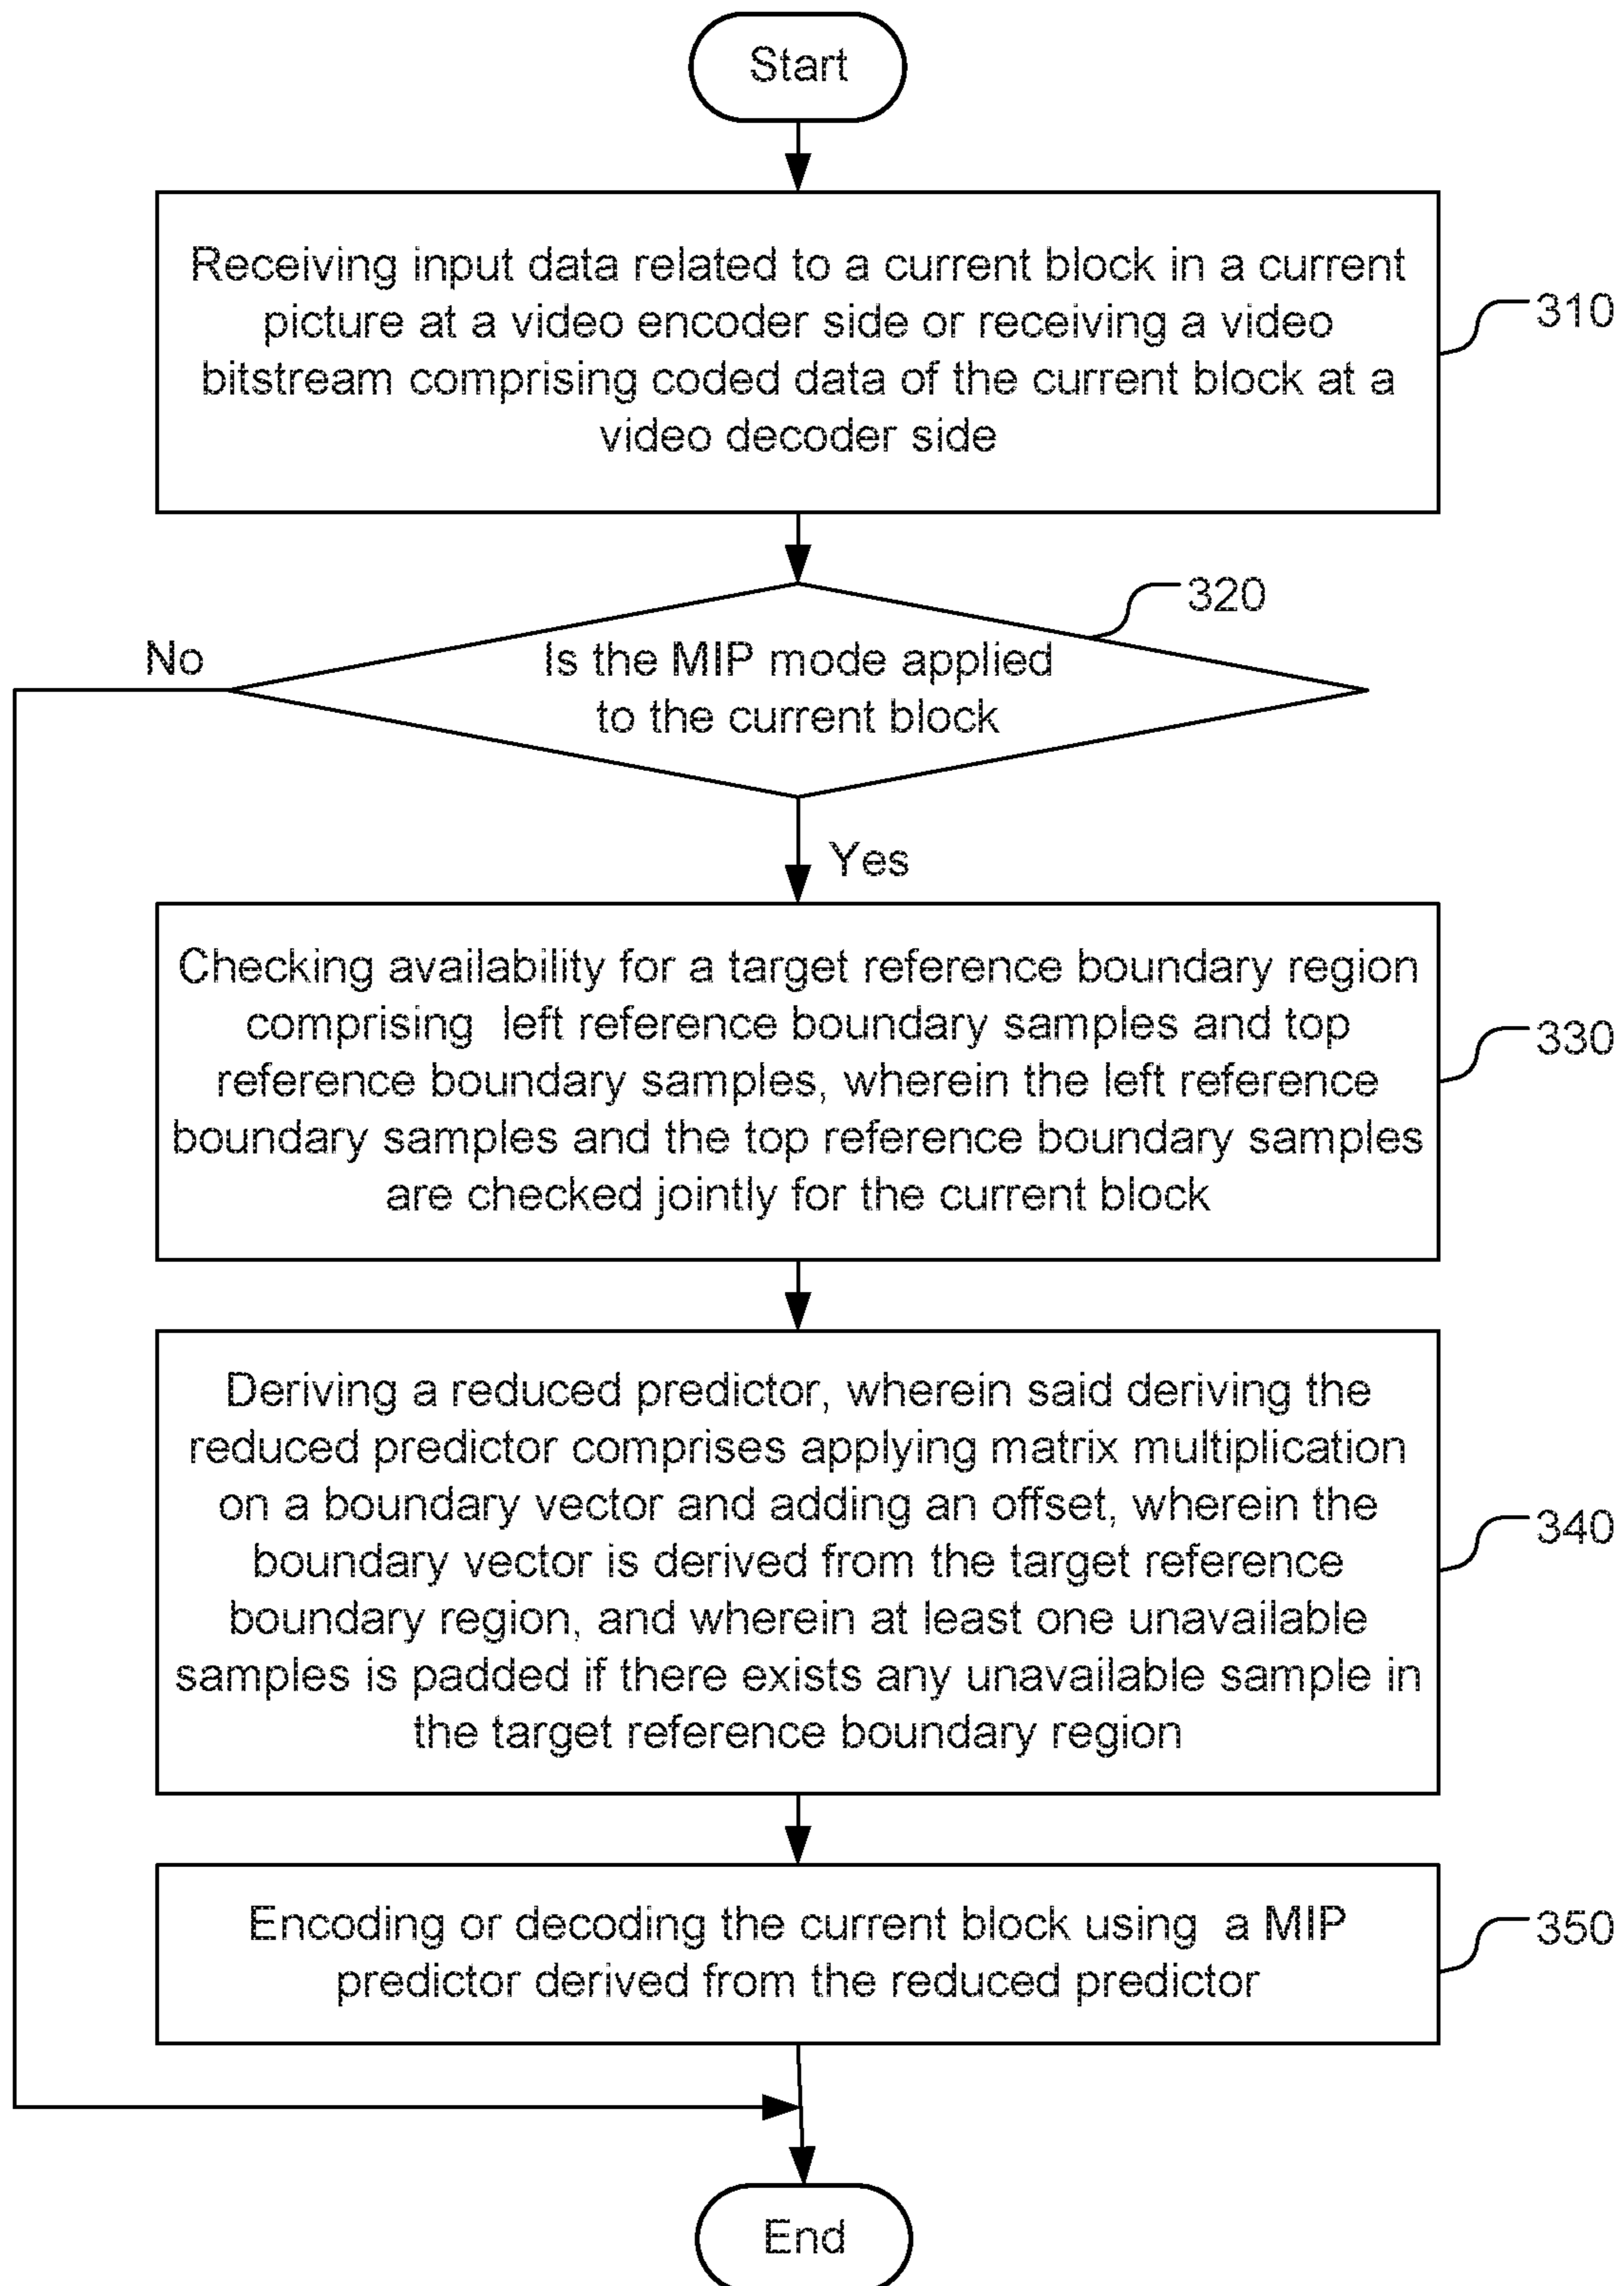 Start
Receiving input data related to a current block in a current
picture at a video encoder side or receiving a video
bitstream comprising coded data of the current block at a
video decoder side
310
320
No
Is the MIP mode applied
to the current block
Yes
Checking availability for a target reference boundary region
comprising left reference boundary samples and top
reference boundary samples, wherein the left reference
boundary samples and the top reference boundary samples
are checked jointly for the current block
330
Deriving a reduced predictor, wherein said deriving the
reduced predictor comprises applying matrix multiplication
on a boundary vector and adding an offset, wherein the
boundary vector is derived from the target reference
boundary region, and wherein at least one unavailable
samples is padded if there exists any unavailable sample in
the target reference boundary region
340
Encoding or decoding the current block using a MIP
predictor derived from the reduced predictor
350
End